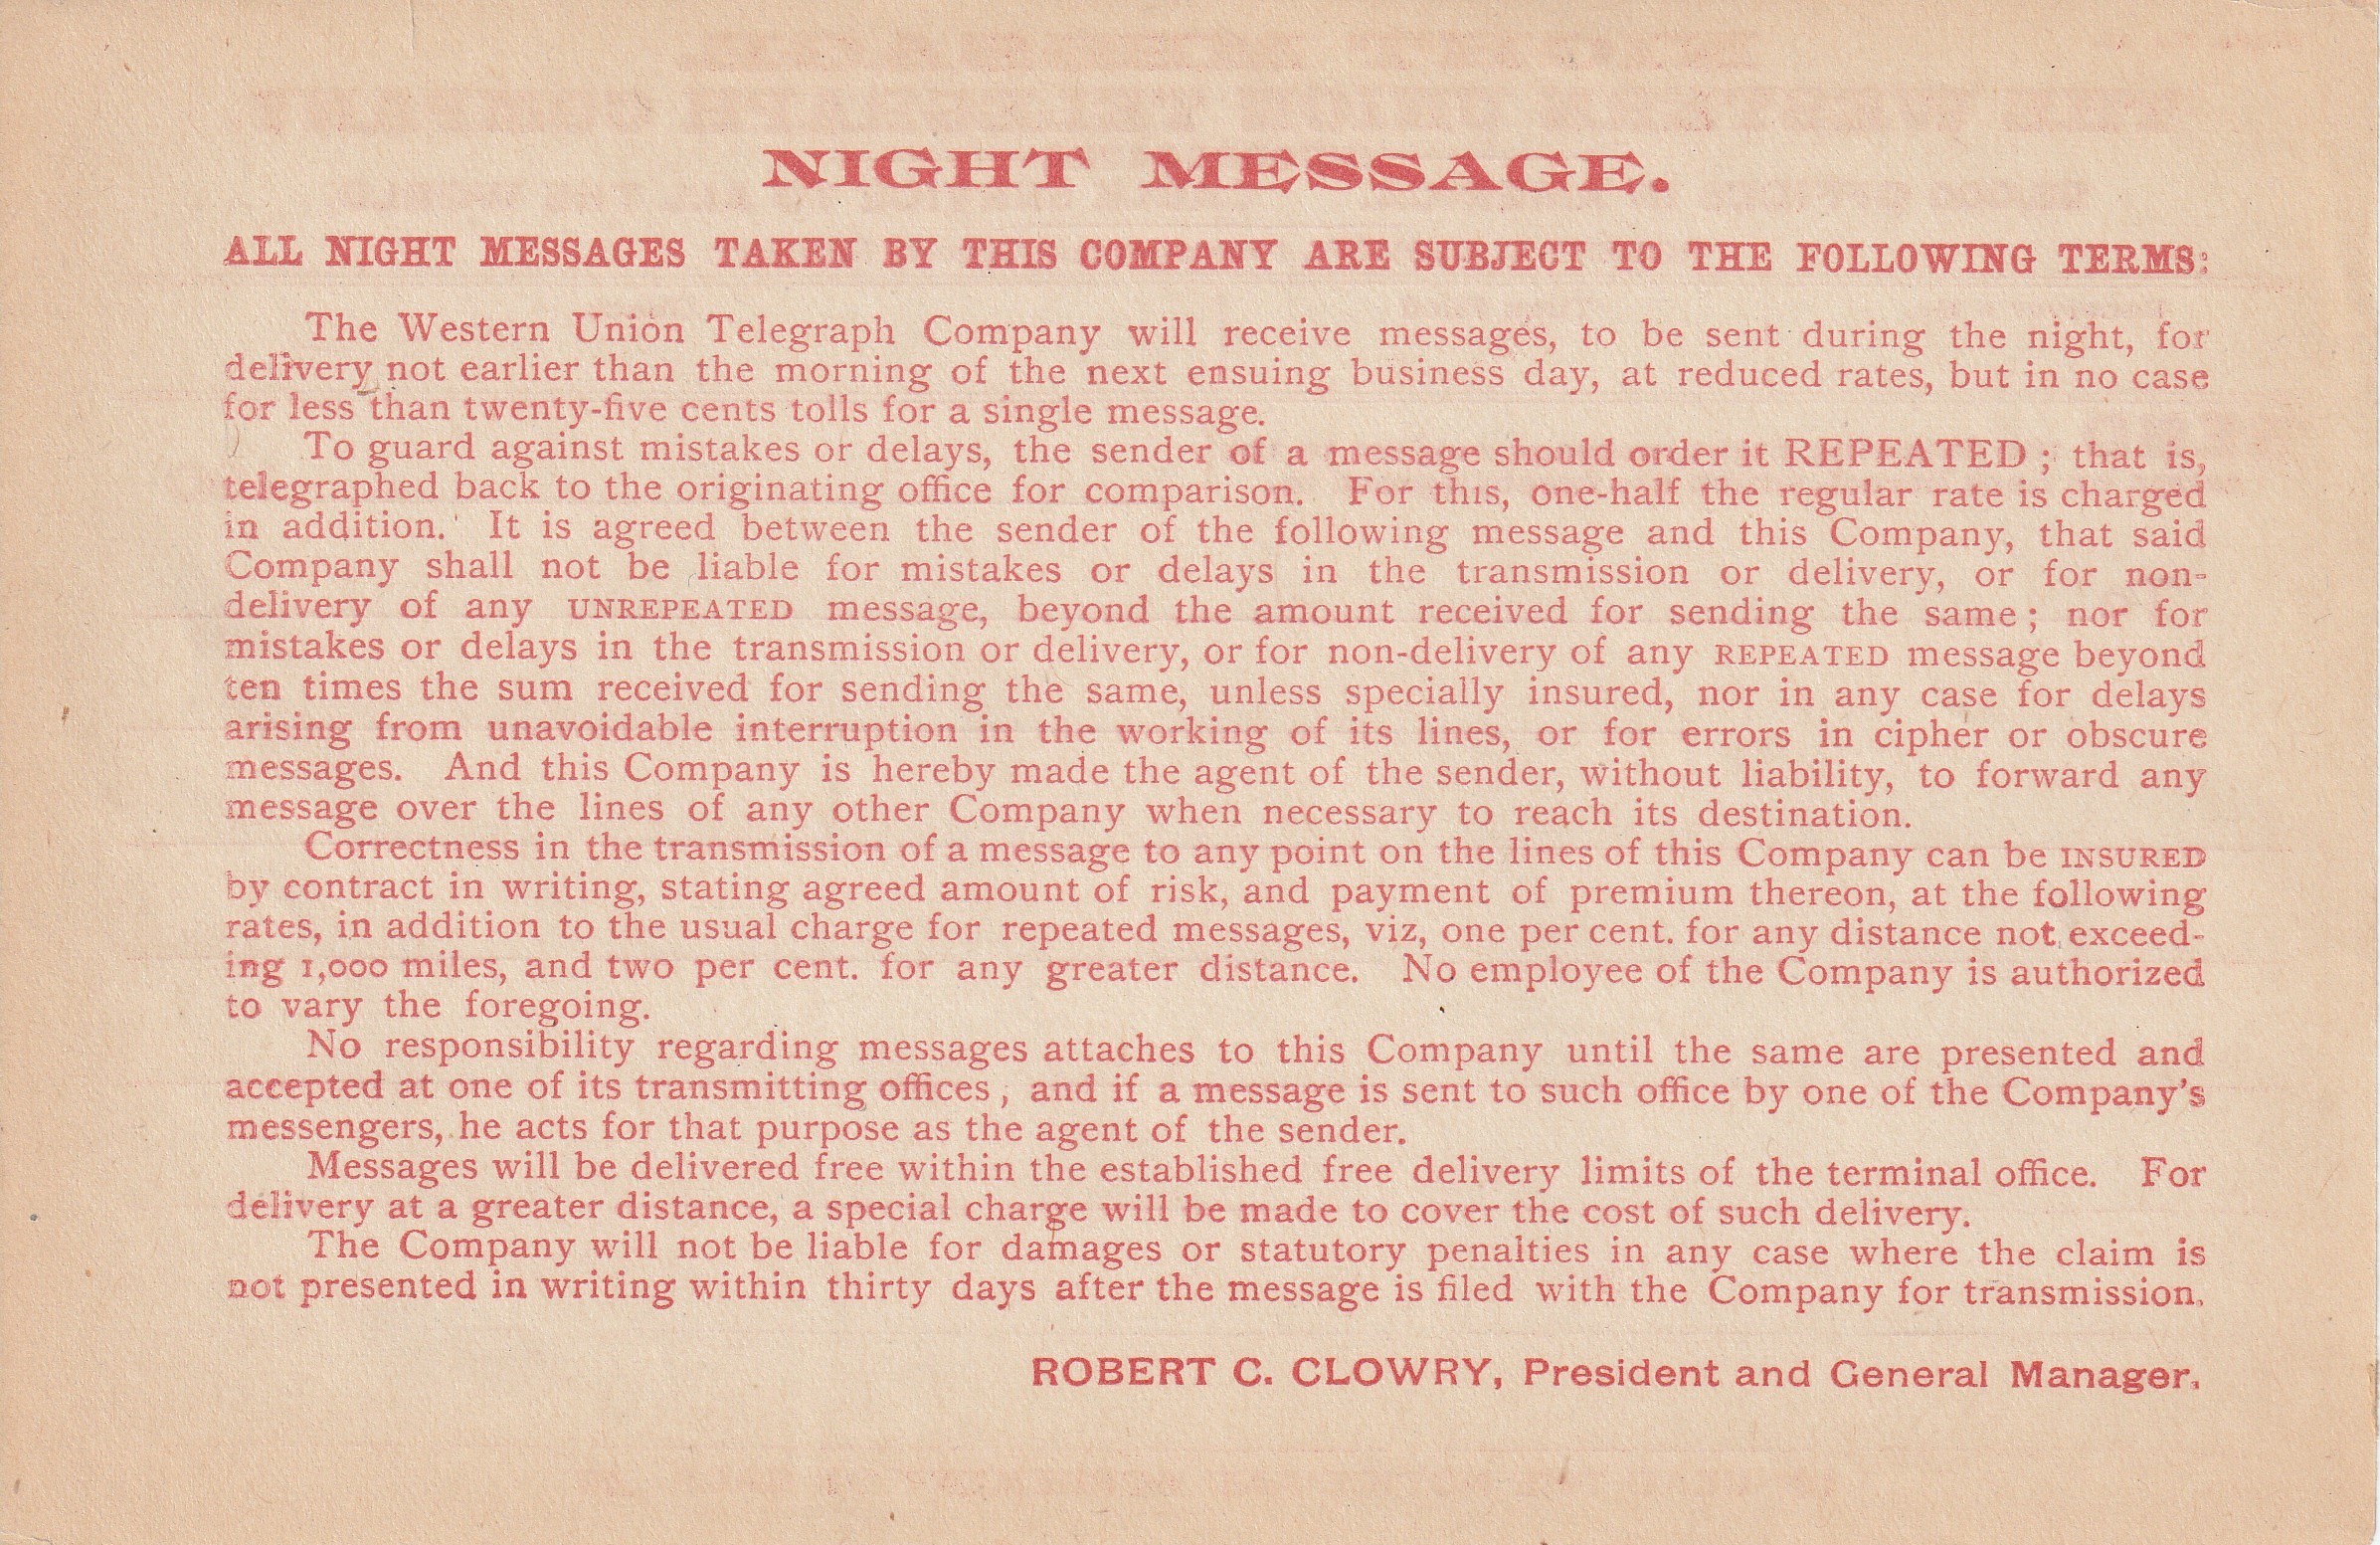 NIGHT MESSAGE.
ALL NIGHT MESSAGES TAKEN BY THIS COMPANY ARE SUBJECT TO THE FOLLOWING TERMS:
The Western Union Telegraph Company will receive messages, to be sent during the night, for
delivery not earlier than the morning of the next ensuing business day, at reduced rates, but in no case
for less than twenty-five cents tolls for a single message.
To guard against mistakes or delays, the sender of a message should order it REPEATED ; that is,
telegraphed back to the originating office for comparison. For this, one-half the regular rate is charged
in addition. It is agreed between the sender of the following message and this Company, that said
Company shall not be liable for mistakes or delays in the transmission or delivery, or for non-
delivery of any UNREPEATED message, beyond the amount received for sending the same ; nor for
mistakes or delays in the transmission or delivery, or for non-delivery of any REPEATED message beyond
ten times the sum received for sending the same, unless specially insured, nor in any case for delays
arising from unavoidable interruption in the working of its lines, or for errors in cipher or obscure
messages. And this Company is hereby made the agent of the sender, without liability, to forward any
message over the lines of any other Company when necessary to reach its destination.
Correctness in the transmission of a message to any point on the lines of this Company can be INSURED
by contract in writing, stating agreed amount of risk, and payment of premium thereon, at the following
rates, in addition to the usual charge for repeated messages, viz, one per cent. for any distance not exceed-
ing 1,000 miles, and two per cent. for any greater distance. No employee of the Company is authorized
to vary the foregoing.
No responsibility regarding messages attaches to this Company until the same are presented and
accepted at one of its transmitting offices, and if a message is sent to such office by one of the Company's
messengers, he acts for that purpose as the agent of the sender.
Messages will be delivered free within the established free delivery limits of the terminal office. For
delivery at a greater distance, a special charge will be made to cover the cost of such delivery.
The Company will not be liable for damages or statutory penalties in any case where the claim is
not presented in writing within thirty days after the message is filed with the Company for transmission.
ROBERT C. CLOWRY, President and General Manager.